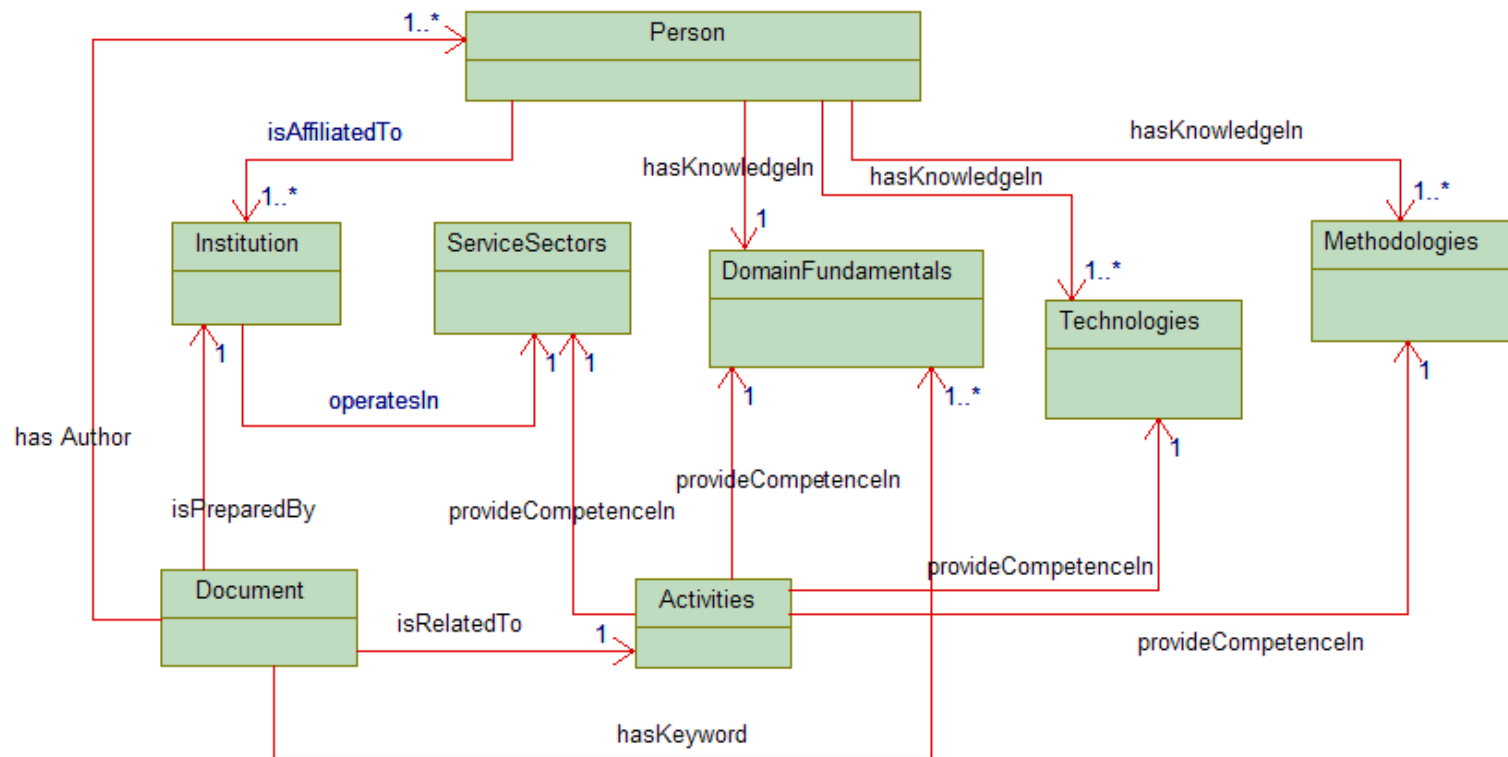 1..*
Person
isAffiliatedTo
hasKnowledgeIn
hasKnowledgeIn
hasKnowledgeIn
1..*
1
1..*
1..*
Institution
ServiceSectors
DomainFundamentals
Technologies
Methodologies
1
1
1
1
1..*
1
1
operatesIn
has Author
isPreparedBy
provideCompetenceIn
provideCompetenceIn
provideCompetenceIn
provideCompetenceIn
Document
Activities
isRelatedTo
1
hasKeyword